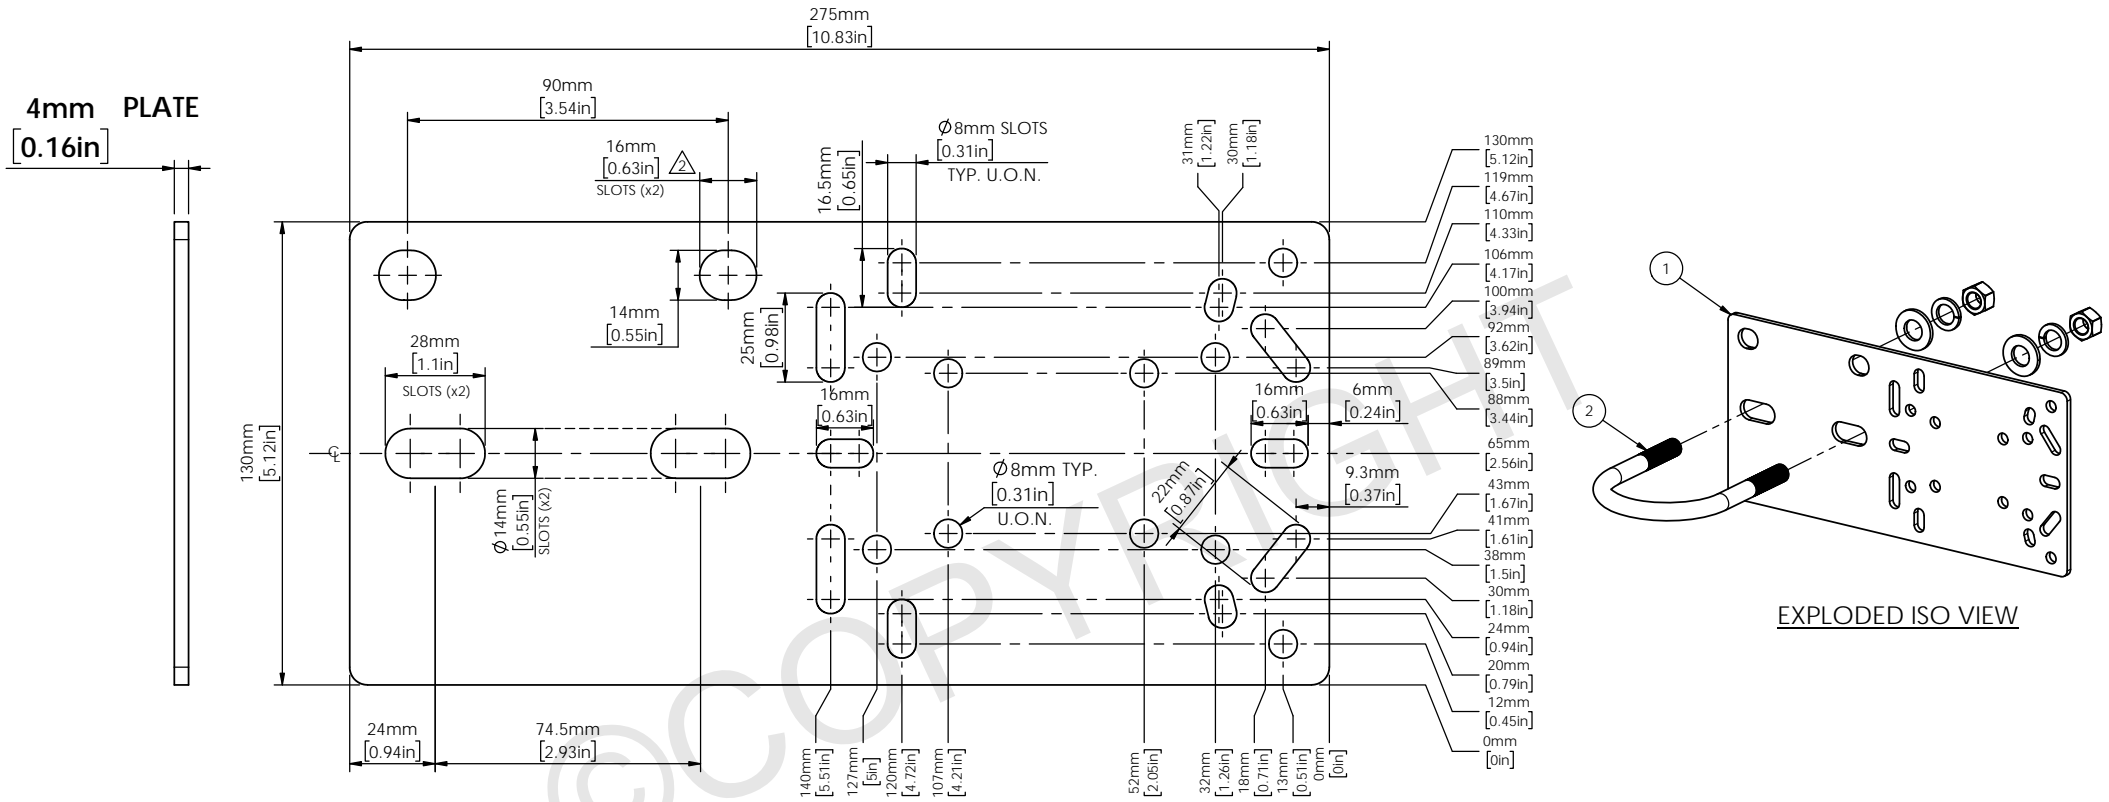 4mm PLATE
[0.16in]
275mm
[10.83in]
90mm
[3.54in]
16mm
[0.63in]
2
SLOTS (x2)
Ø8mm SLOTS
[0.31in]
TYP. U.O.N.
16.5mm
[0.65in]
31mm
[1.22in]
30mm
[1.18in]
14mm
[0.55in]
25mm
[0.98in]
28mm
[1.1in]
SLOTS (x2)
16mm
[0.63in]
16mm
[0.63in]
6mm
[0.24in]
130mm
[5.12in]
CL
Ø14mm
[0.55in]
SLOTS (x2)
Ø8mm TYP.
[0.31in]
U.O.N.
22mm
[0.87in]
9.3mm
[0.37in]
24mm
[0.94in]
74.5mm
[2.93in]
140mm
[5.51in]
127mm
[5in]
120mm
[4.72in]
107mm
[4.21in]
52mm
[2.05in]
32mm
[1.26in]
18mm
[0.71in]
13mm
[0.51in]
0mm
[0in]
130mm
[5.12in]
119mm
[4.67in]
110mm
[4.33in]
106mm
[4.17in]
100mm
[3.94in]
92mm
[3.62in]
89mm
[3.5in]
88mm
[3.44in]
65mm
[2.56in]
43mm
[1.67in]
41mm
[1.61in]
38mm
[1.5in]
30mm
[1.18in]
24mm
[0.94in]
20mm
[0.79in]
12mm
[0.45in]
0mm
[0in]
1
2
EXPLODED ISO VIEW
©COPYRIGHT